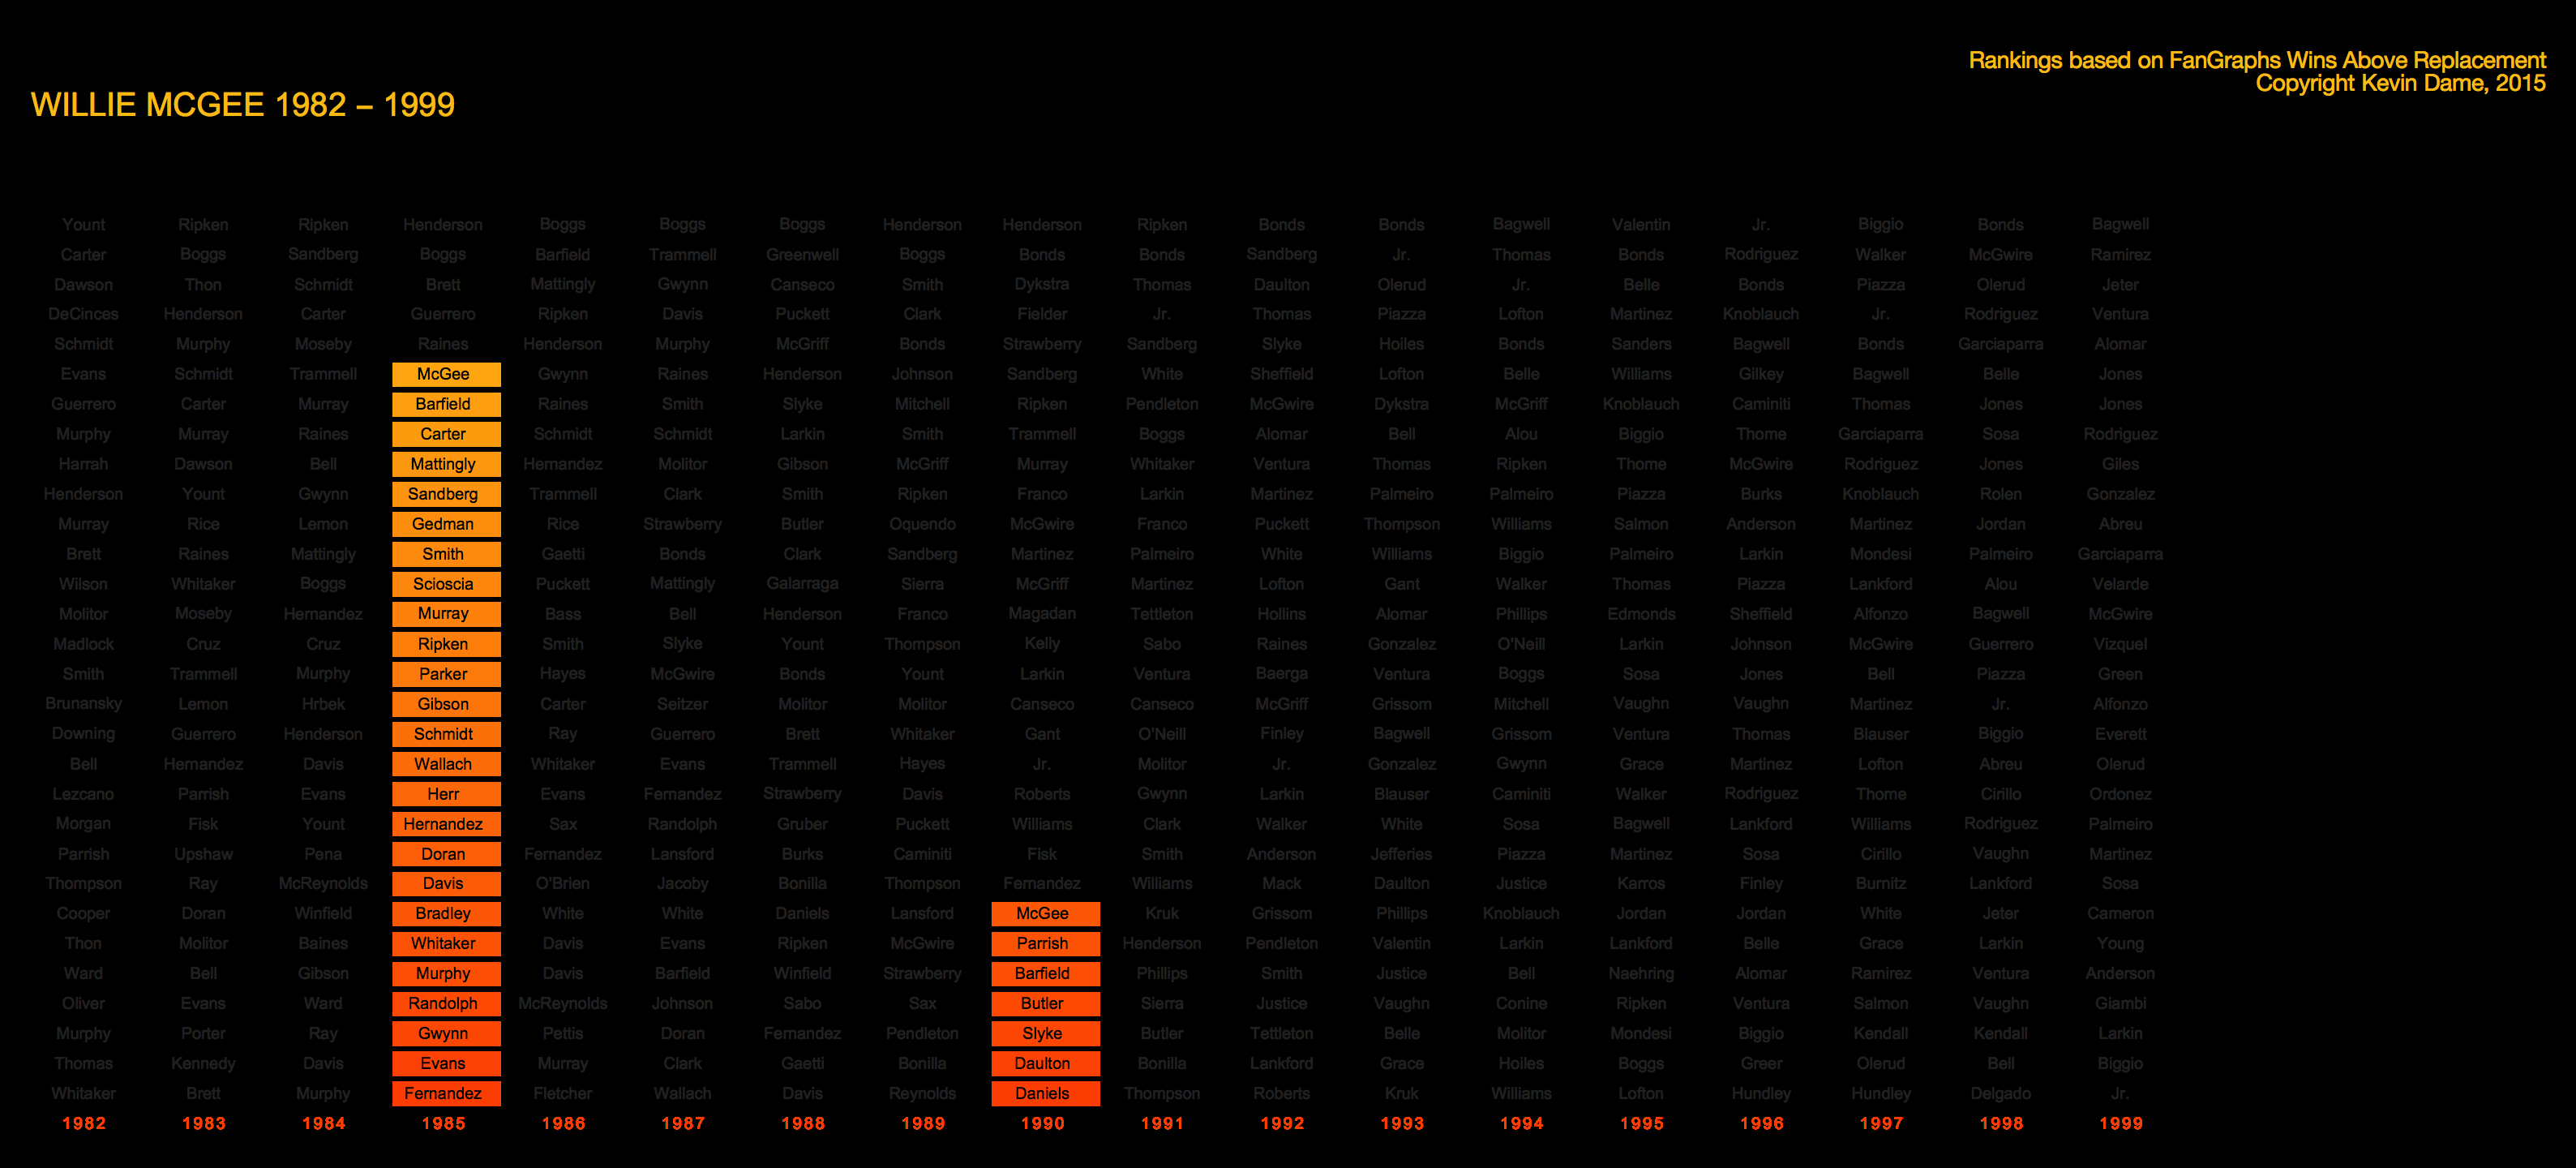 Rankings based on FanGraphs Wins Above Replacement
Copyright Kevin Dame, 2015
WILLIE MCGEE 1982 – 1999
Yount Ripken Ripken Henderson Boggs Boggs Boggs Henderson Henderson Ripken Bonds Bonds Bagwell Valentin Jr. Biggio Bonds Bagwell
Carter Boggs Sandberg Boggs Barfield Trammell Greenwell Boggs Bonds Bonds Sandberg Jr. Thomas Bonds Rodriguez Walker McGwire Ramirez
Dawson Thon Schmidt Brett Mattingly Gwynn Canseco Smith Dykstra Thomas Daulton Olerud Jr. Belle Bonds Piazza Olerud Jeter
DeCinces Henderson Carter Guerrero Ripken Davis Puckett Clark Fielder Jr. Thomas Piazza Lofton Martinez Knoblauch Jr. Rodriguez Ventura
Schmidt Murphy Moseby Raines Henderson Murphy McGriff Bonds Strawberry Sandberg Slyke Hoiles Bonds Sanders Bagwell Bonds Garciaparra Alomar
Evans Schmidt Trammell McGee Gwynn Raines Henderson Johnson Sandberg White Sheffield Lofton Belle Williams Gilkey Bagwell Belle Jones
Guerrero Carter Murray Barfield Raines Smith Slyke Mitchell Ripken Pendleton McGwire Dykstra McGriff Knoblauch Caminiti Thomas Jones Jones
Murphy Murray Raines Carter Schmidt Schmidt Larkin Smith Trammell Boggs Alomar Bell Alou Biggio Thome Garciaparra Sosa Rodriguez
Harrah Dawson Bell Mattingly Hernandez Molitor Gibson McGriff Murray Whitaker Ventura Thomas Ripken Thome McGwire Rodriguez Jones Giles
Henderson Yount Gwynn Sandberg Trammell Clark Smith Ripken Franco Larkin Martinez Palmeiro Palmeiro Piazza Burks Knoblauch Rolen Gonzalez
Murray Rice Lemon Gedman Rice Strawberry Butler Oquendo McGwire Franco Puckett Thompson Williams Salmon Anderson Martinez Jordan Abreu
Brett Raines Mattingly Smith Gaetti Bonds Clark Sandberg Martinez Palmeiro White Williams Biggio Palmeiro Larkin Mondesi Palmeiro Garciaparra
Wilson Whitaker Boggs Scioscia Puckett Mattingly Galarraga Sierra McGriff Martinez Lofton Gant Walker Thomas Piazza Lankford Alou Velarde
Molitor Moseby Hernandez Murray Bass Bell Henderson Franco Magadan Tettleton Hollins Alomar Phillips Edmonds Sheffield Alfonzo Bagwell McGwire
Madlock Cruz Cruz Ripken Smith Slyke Yount Thompson Kelly Sabo Raines Gonzalez O'Neill Larkin Johnson McGwire Guerrero Vizquel
Smith Trammell Murphy Parker Hayes McGwire Bonds Yount Larkin Ventura Baerga Ventura Boggs Sosa Jones Bell Piazza Green
Brunansky Lemon Hrbek Gibson Carter Seitzer Molitor Molitor Canseco Canseco McGriff Grissom Mitchell Vaughn Vaughn Martinez Jr. Alfonzo
Downing Guerrero Henderson Schmidt Ray Guerrero Brett Whitaker Gant O'Neill Finley Bagwell Grissom Ventura Thomas Blauser Biggio Everett
Bell Hernandez Davis Wallach Whitaker Evans Trammell Hayes Jr. Molitor Jr. Gonzalez Gwynn Grace Martinez Lofton Abreu Olerud
Lezcano Parrish Evans Herr Evans Fernandez Strawberry Davis Roberts Gwynn Larkin Blauser Caminiti Walker Rodriguez Thome Cirillo Ordonez
Morgan Fisk Yount Hernandez Sax Randolph Gruber Puckett Williams Clark Walker White Sosa Bagwell Lankford Williams Rodriguez Palmeiro
Parrish Upshaw Pena Doran Fernandez Lansford Burks Caminiti Fisk Smith Anderson Jefferies Piazza Martinez Sosa Cirillo Vaughn Martinez
Thompson Ray McReynolds Davis O'Brien Jacoby Bonilla Thompson Fernandez Williams Mack Daulton Justice Karros Finley Burnitz Lankford Sosa
Cooper Doran Winfield Bradley White White Daniels Lansford McGee Kruk Grissom Phillips Knoblauch Jordan Jordan White Jeter Cameron
Thon Molitor Baines Whitaker Davis Evans Ripken McGwire Parrish Henderson Pendleton Valentin Larkin Lankford Belle Grace Larkin Young
Ward Bell Gibson Murphy Davis Barfield Winfield Strawberry Barfield Phillips Smith Justice Bell Naehring Alomar Ramirez Ventura Anderson
Oliver Evans Ward Randolph McReynolds Johnson Sabo Sax Butler Sierra Justice Vaughn Conine Ripken Ventura Salmon Vaughn Giambi
Murphy Porter Ray Gwynn Pettis Doran Fernandez Pendleton Slyke Butler Tettleton Belle Molitor Mondesi Biggio Kendall Kendall Larkin
Thomas Kennedy Davis Evans Murray Clark Gaetti Bonilla Daulton Bonilla Lankford Grace Hoiles Boggs Greer Olerud Bell Biggio
Whitaker Brett Murphy Fernandez Fletcher Wallach Davis Reynolds Daniels Thompson Roberts Kruk Williams Lofton Hundley Hundley Delgado Jr.
1982 1983 1984 1985 1986 1987 1988 1989 1990 1991 1992 1993 1994 1995 1996 1997 1998 1999